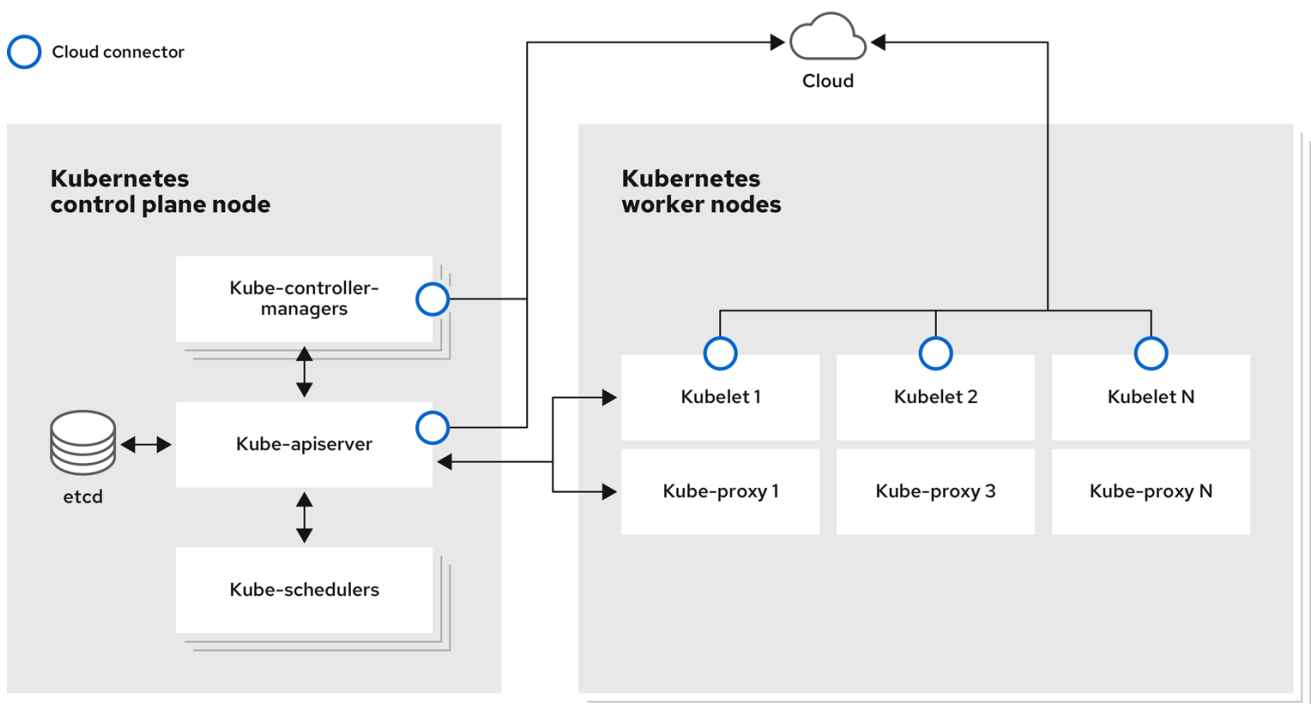 Cloud connector
Cloud
Kubernetes
control plane node
Kube-controller-
managers
Kube-apiserver
etcd
Kube-schedulers
Kubernetes
worker nodes
Kubelet 1
Kubelet 2
Kubelet N
Kube-proxy 1
Kube-proxy 3
Kube-proxy N